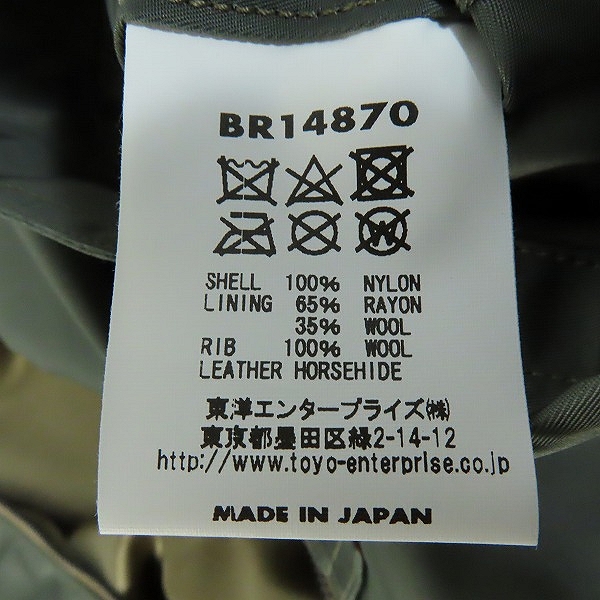 BR14870
W
SHELL 100% NYLON
LINING 65% RAYON
35% WOOL
RIB 100% WOOL
LEATHER HORSEHIDE
東洋エンタープライズ㈱
東京都墨田区緑2-14-12
http://www.toyo-enterprise.co.jp
MADE IN JAPAN